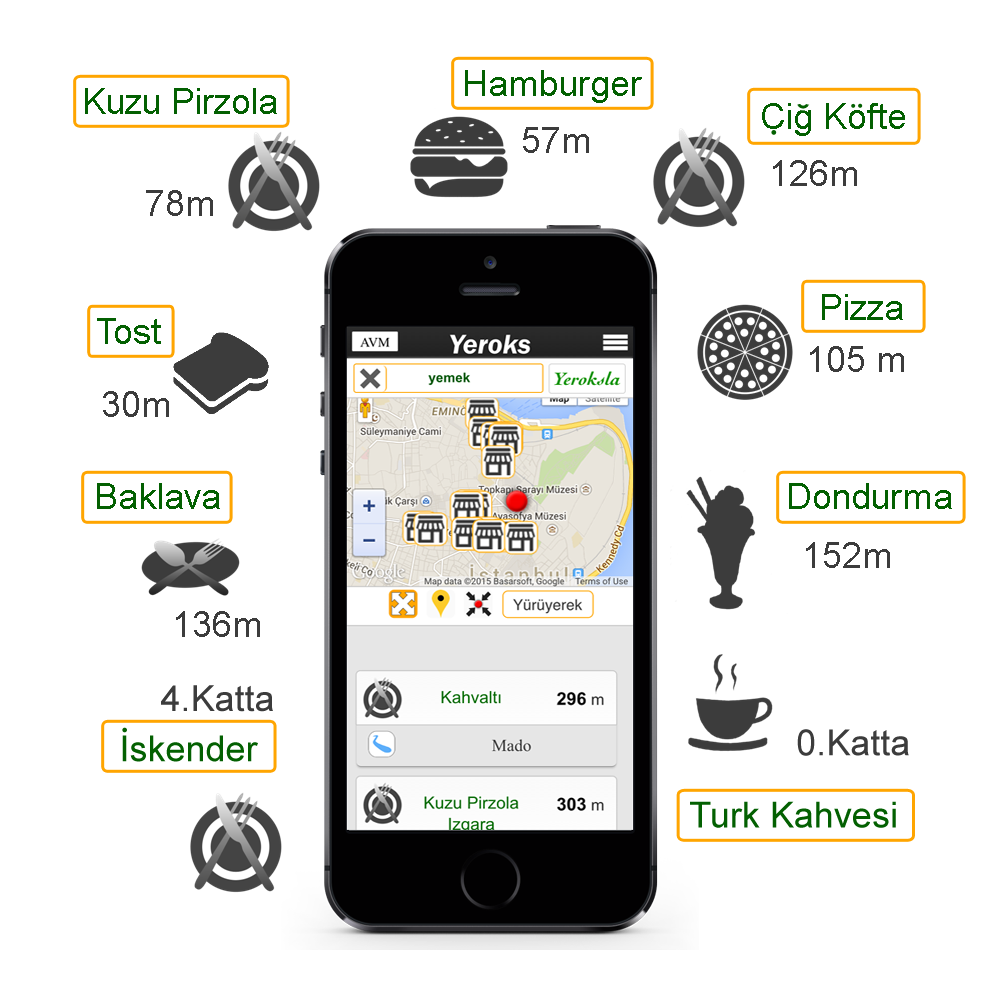 Kuzu Pirzola
78m
Hamburger
57m
Çiğ Köfte
126m
Tost
30m
Pizza
105 m
Baklava
136m
Dondurma
152m
4.Katta
İskender
0.Katta
Turk Kahvesi
AVM
Yeroks
yemek
Yeroksla
Map
Satellite
EMINÖ
Süleymaniye Cami
Topkapı Sarayı Müzesi
Çarşı
Ayasofya Müzesi
Kennedy Cd
İstanbul
Google
Map data ©2015 Basarsoft, Google
Terms of Use
Yürüyerek
Kahvaltı
296 m
Mado
Kuzu Pirzola
303 m
Izgara